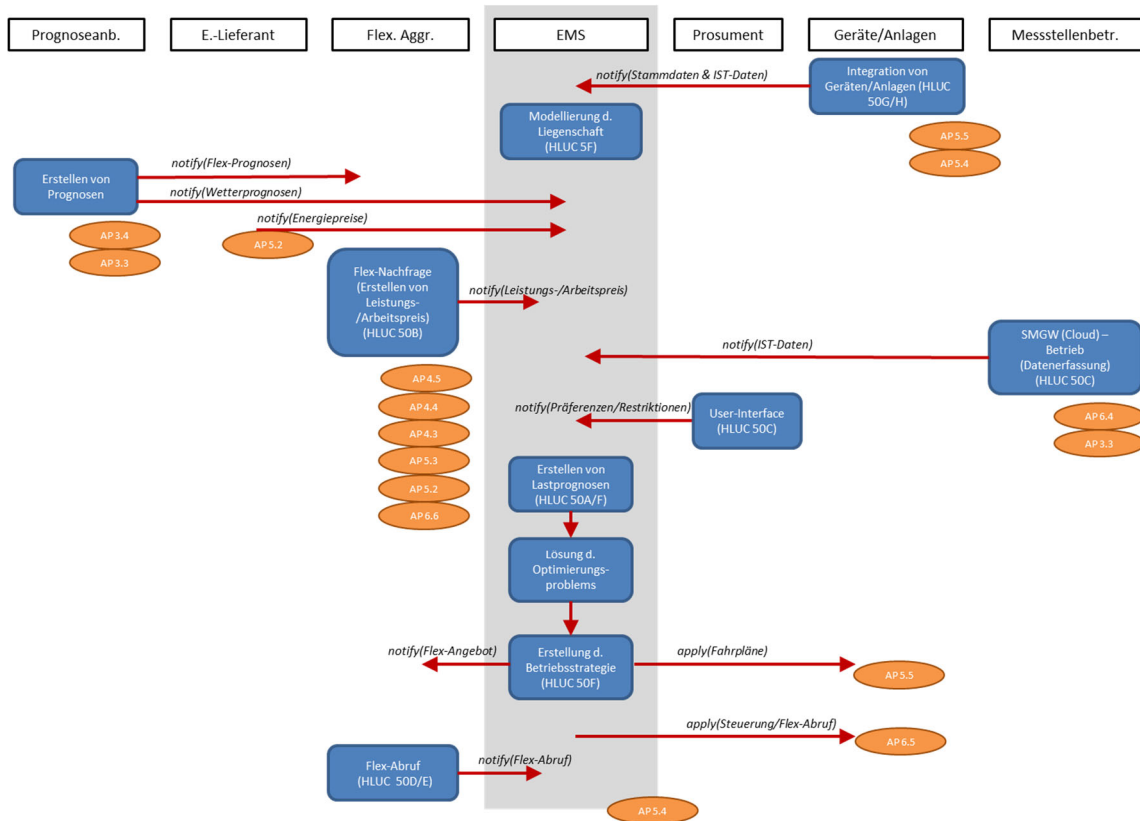 Prognoseanb.
E.-Lieferant
Flex. Aggr.
EMS
Prosument
Geräte/Anlagen
Messstellenbetr.
notify(Stammdaten & IST-Daten)
Integration von
Geräten/Anlagen (HLUC
50G/H)
Modellierung d.
Liegenschaft
(HLUC 5F)
AP 5.5
AP 5.4
Erstellen von
Prognosen
notify(Flex-Prognosen)
notify(Wetterprognosen)
notify(Energiepreise)
AP 3.4
AP 3.3
AP 5.2
Flex-Nachfrage
(Erstellen von
Leistungs-
/Arbeitspreis)
(HLUC 50B)
notify(Leistungs-/Arbeitspreis)
notify(IST-Daten)
SMGW (Cloud) –
Betrieb
(Datenerfassung)
(HLUC 50C)
AP 4.5
AP 4.4
AP 4.3
AP 5.3
AP 5.2
AP 6.6
notify(Präferenzen/Restriktionen)
User-Interface
(HLUC 50C)
AP 6.4
AP 3.3
Erstellen von
Lastprognosen
(HLUC 50A/F)
Lösung d.
Optimierungs-
problems
notify(Flex-Angebot)
Erstellung d.
Betriebsstrategie
(HLUC 50F)
apply(Fahrpläne)
AP 5.5
apply(Steuerung/Flex-Abruf)
AP 6.5
Flex-Abruf
(HLUC 50D/E)
notify(Flex-Abruf)
AP 5.4